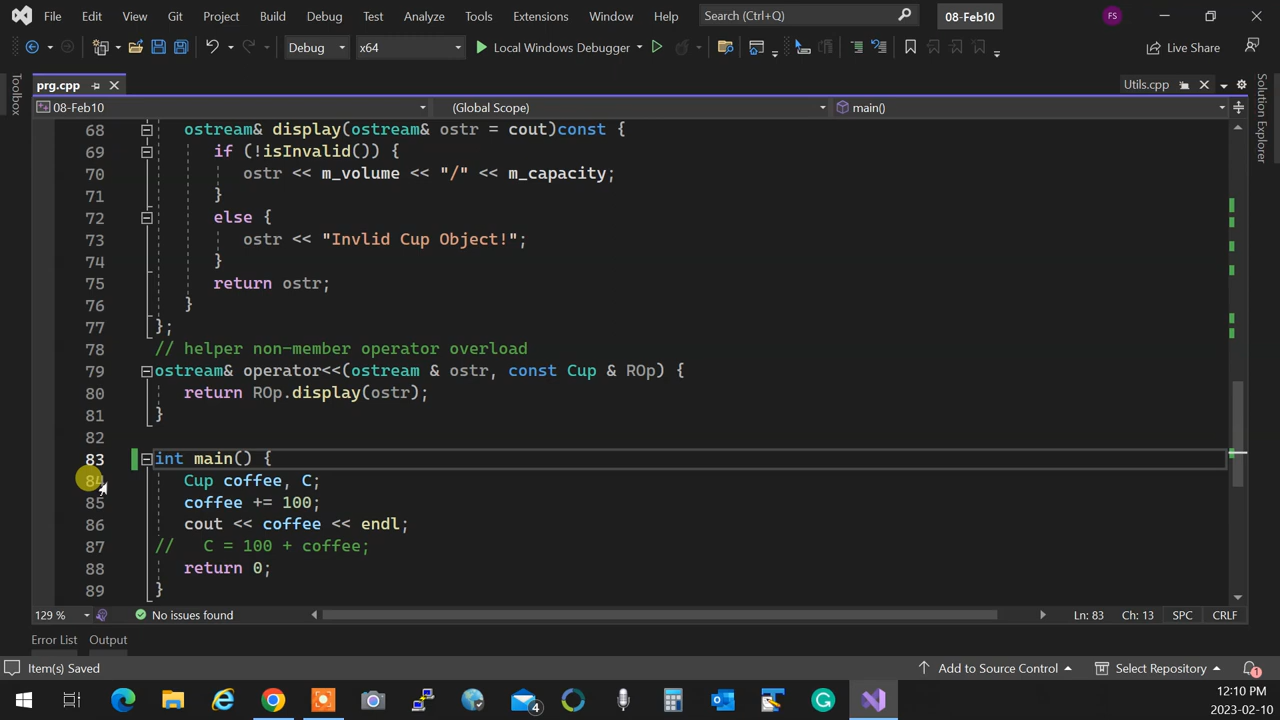 File Edit View Git Project Build Debug Test Analyze Tools Extensions Window Help Search (Ctrl+Q) 08-Feb10 FS
Debug x64 Local Windows Debugger Live Share
prg.cpp Utils.cpp
08-Feb10 (Global Scope) main()
Toolbox
Solution Explorer
68 ostream& display(ostream& ostr = cout)const {
69 if (!isInvalid()) {
70 ostr << m_volume << "/" << m_capacity;
71 }
72 else {
73 ostr << "Invlid Cup Object!";
74 }
75 return ostr;
76 }
77 };
78 // helper non-member operator overload
79 ostream& operator<<(ostream & ostr, const Cup & ROp) {
80 return ROp.display(ostr);
81 }
82
83 int main() {
84 Cup coffee, C;
85 coffee += 100;
86 cout << coffee << endl;
87 // C = 100 + coffee;
88 return 0;
89 }
129 % No issues found Ln: 83 Ch: 13 SPC CRLF
Error List Output
Item(s) Saved Add to Source Control Select Repository 1
4
12:10 PM
2023-02-10